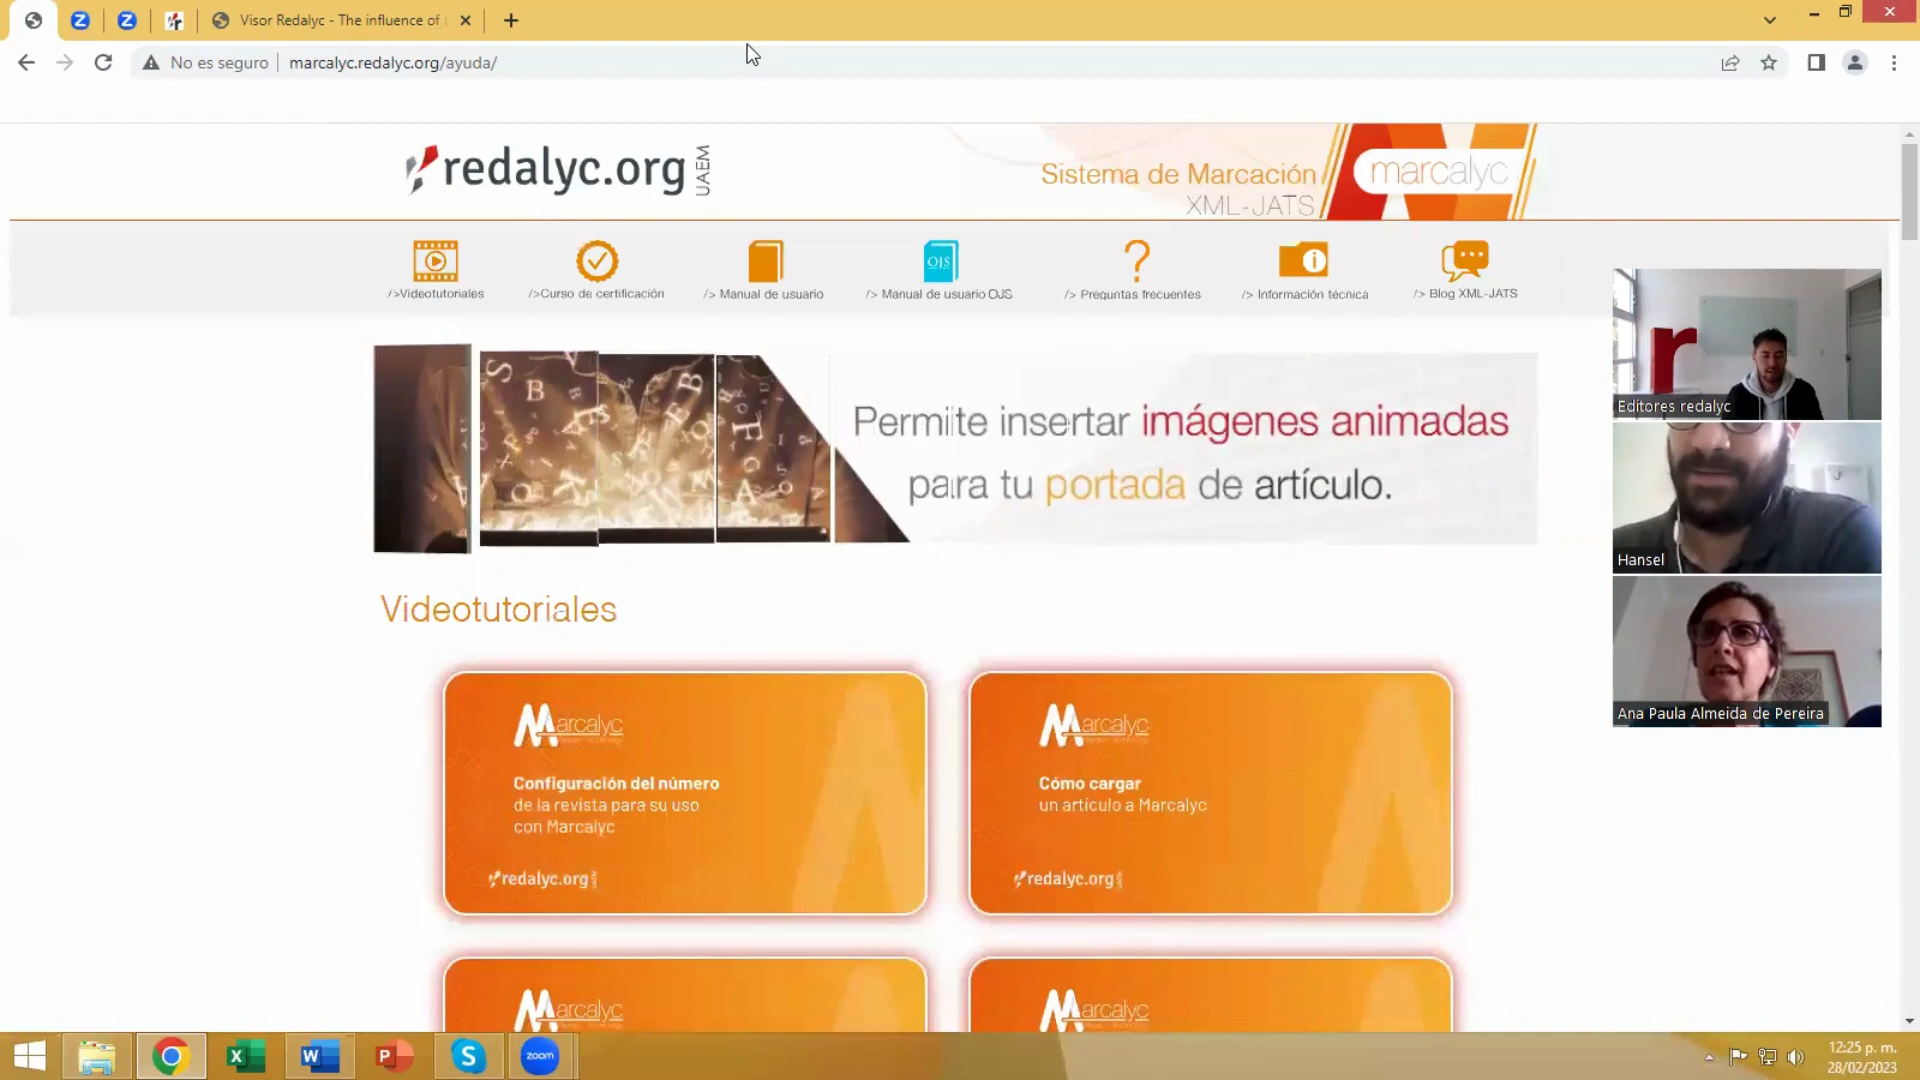 Visor Redalyc - The influence of
No es seguro
marcalyc.redalyc.org/ayuda/
redalyc.org
UAEM
Sistema de Marcación
XML-JATS
marcalyc
/>Videotutoriales
/>Curso de certificación
/> Manual de usuario
OJS
/> Manual de usuario OJS
/> Preguntas frecuentes
/> Información técnica
/> Blog XML-JATS
Permite insertar imágenes animadas
para tu portada de artículo.
Editores redalyc
Hansel
Ana Paula Almeida de Pereira
Videotutoriales
Marcalyc
Configuración del número
de la revista para su uso
con Marcalyc
redalyc.org
Marcalyc
Cómo cargar
un artículo a Marcalyc
redalyc.org
Marcalyc
Marcalyc
zoom
12:25 p. m.
28/02/2023